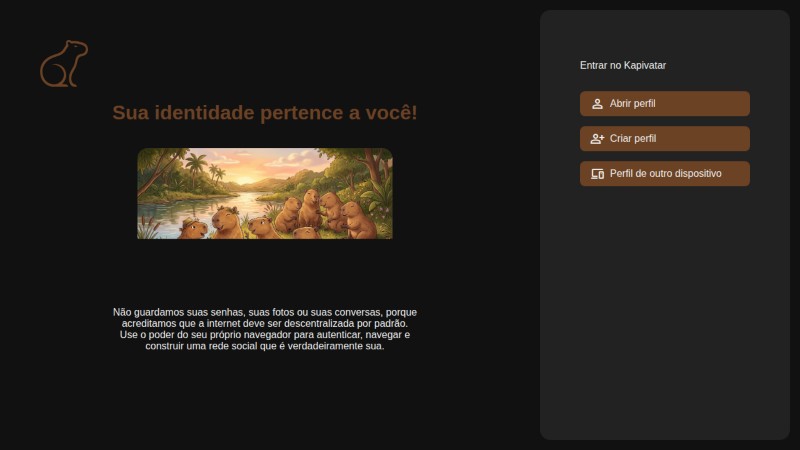 Sua identidade pertence a você!
Não guardamos suas senhas, suas fotos ou suas conversas, porque
acreditamos que a internet deve ser descentralizada por padrão.
Use o poder do seu próprio navegador para autenticar, navegar e
construir uma rede social que é verdadeiramente sua.
Entrar no Kapivatar
Abrir perfil
Criar perfil
Perfil de outro dispositivo